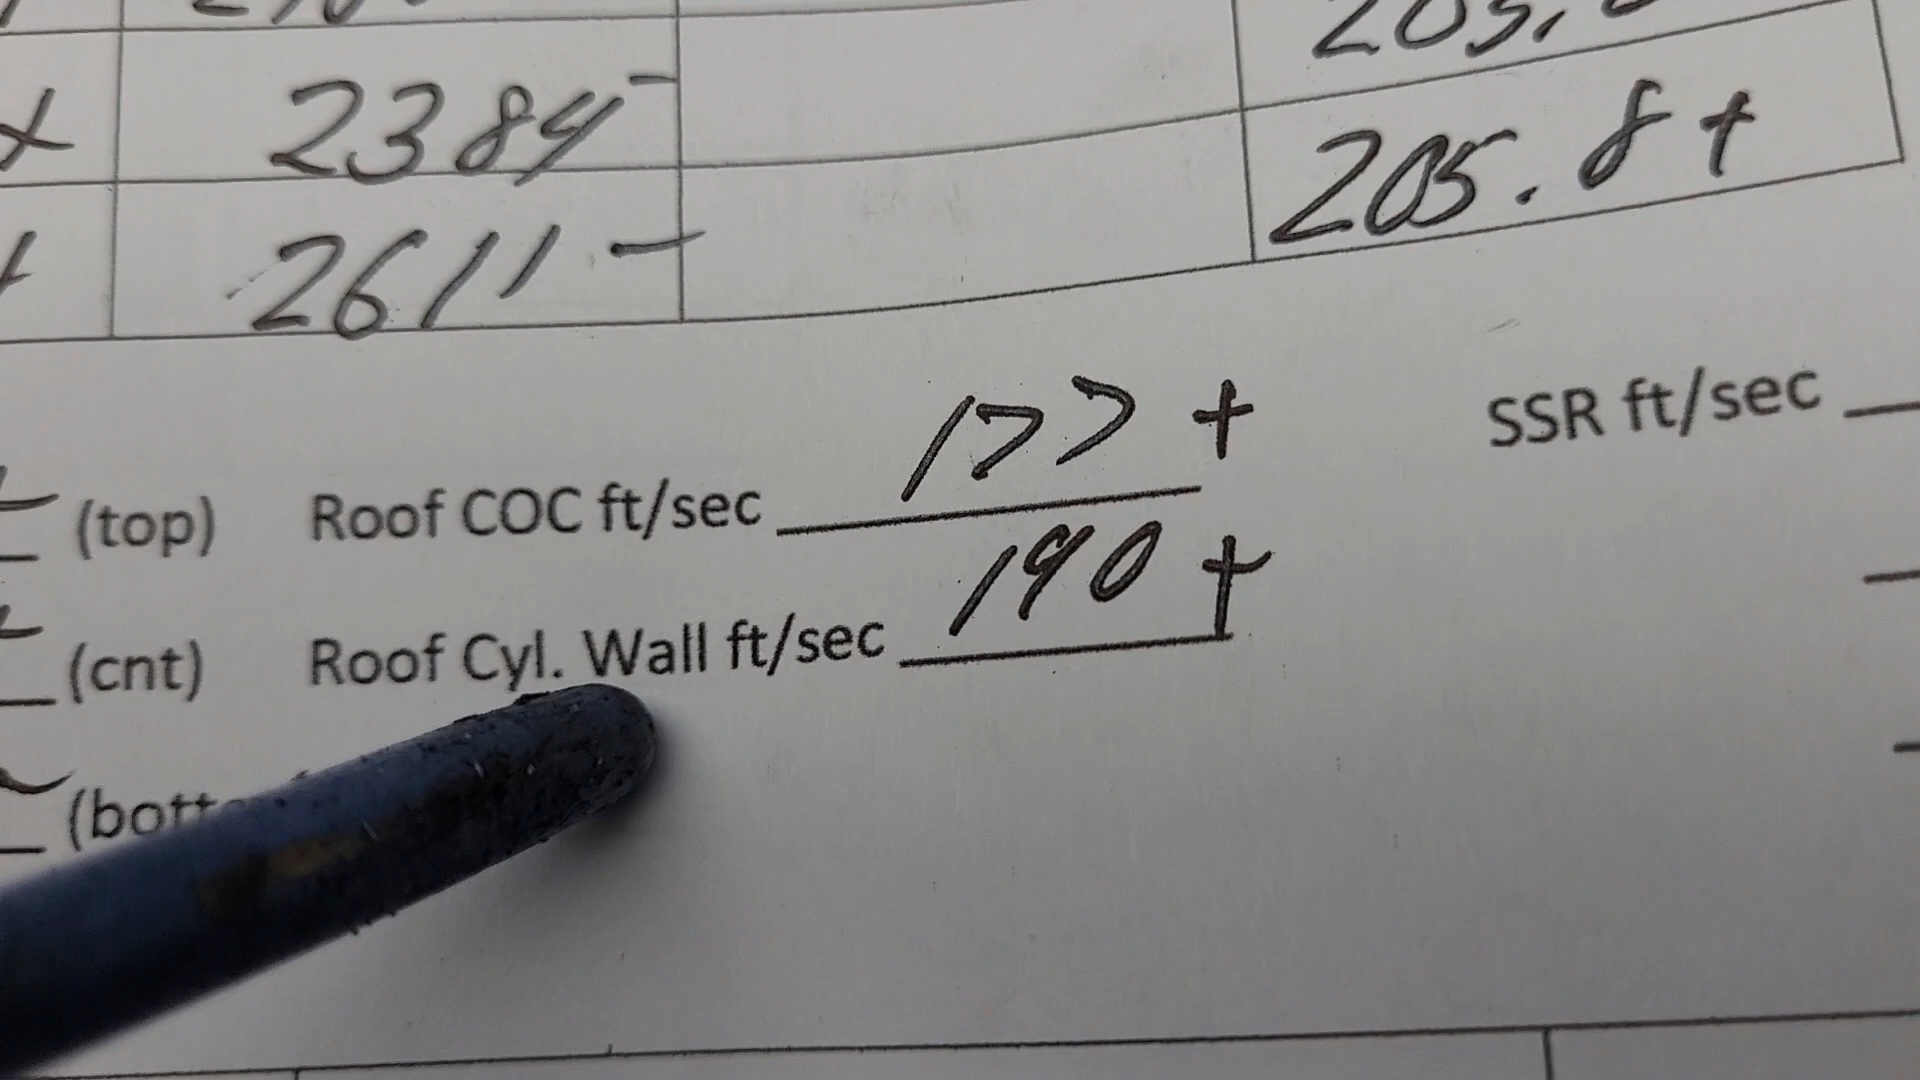 205.
x 2384 -
205.8+
2611 -
177 + SSR ft/sec
(top) Roof COC ft/sec
190 +
(cnt) Roof Cyl. Wall ft/sec